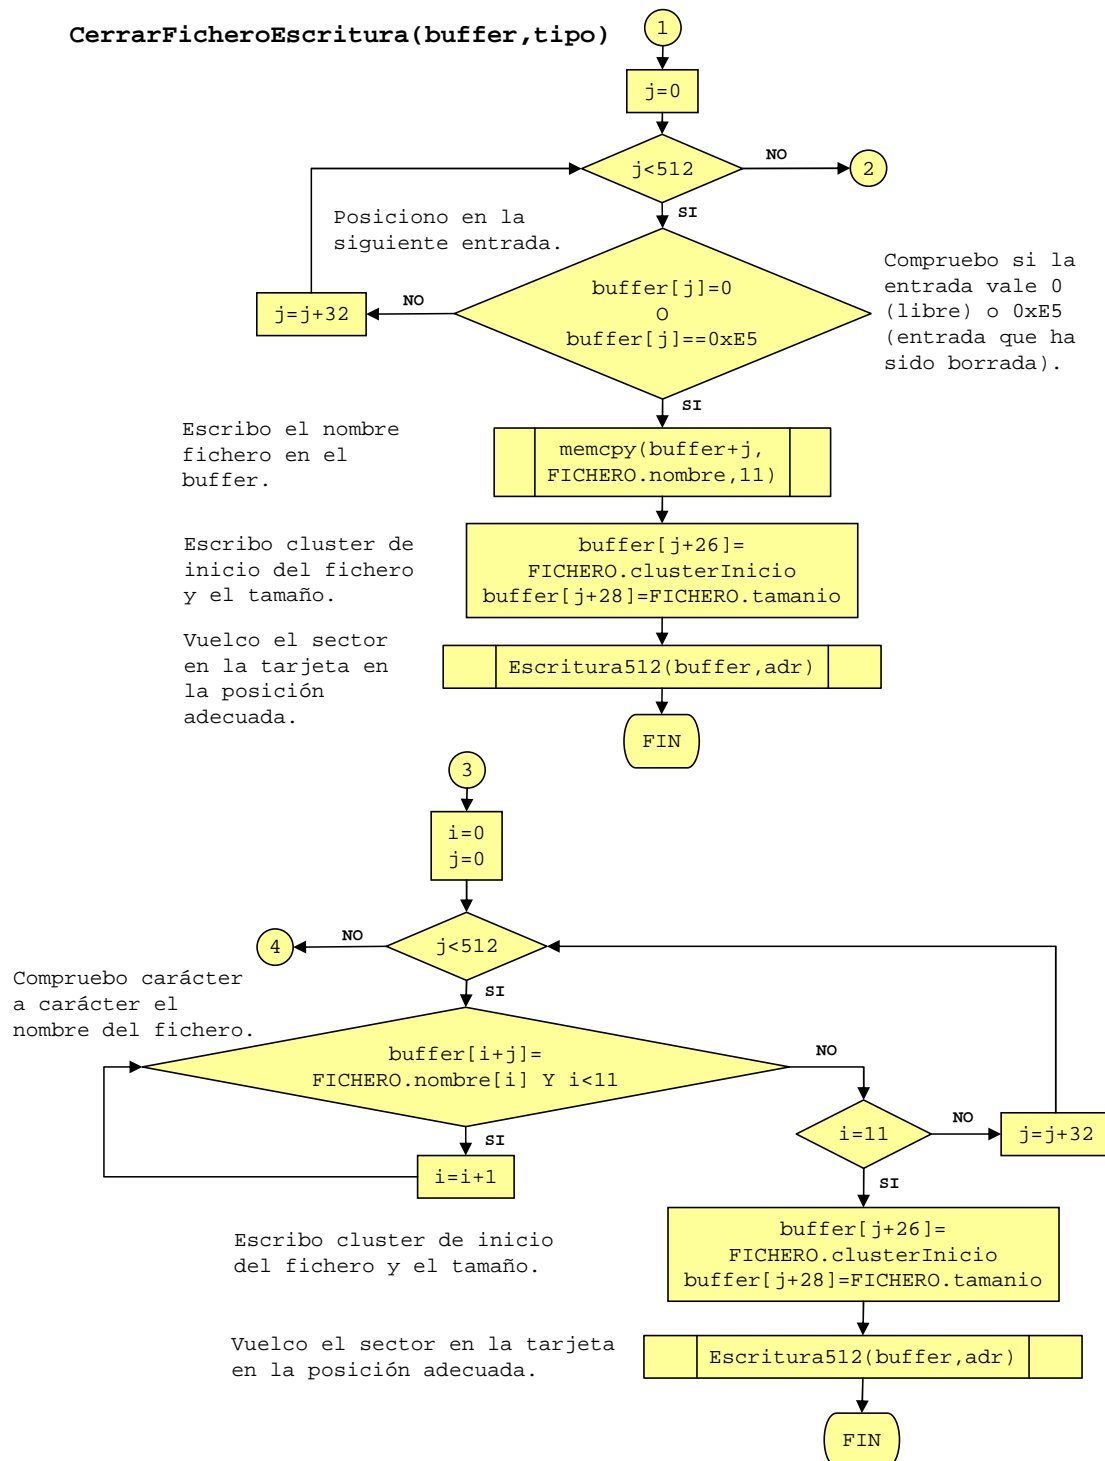 CerrarFicheroEscritura(buffer,tipo)
1
j=0
j<512
NO
2
SI
Posiciono en la
siguiente entrada.
buffer[j]=0
O
buffer[j]==0xE5
NO
j=j+32
Compruebo si la
entrada vale 0
(libre) o 0xE5
(entrada que ha
sido borrada).
SI
Escribo el nombre
fichero en el
buffer.
memcpy(buffer+j,
FICHERO.nombre,11)
Escribo cluster de
inicio del fichero
y el tamaño.
buffer[j+26]=
FICHERO.clusterInicio
buffer[j+28]=FICHERO.tamanio
Vuelco el sector
en la tarjeta en
la posición
adecuada.
Escritura512(buffer,adr)
FIN
3
i=0
j=0
j<512
NO
4
SI
Compruebo carácter
a carácter el
nombre del fichero.
buffer[i+j]=
FICHERO.nombre[i] Y i<11
NO
SI
i=i+1
i=11
NO
j=j+32
SI
Escribo cluster de inicio
del fichero y el tamaño.
buffer[j+26]=
FICHERO.clusterInicio
buffer[j+28]=FICHERO.tamanio
Vuelco el sector en la tarjeta
en la posición adecuada.
Escritura512(buffer,adr)
FIN